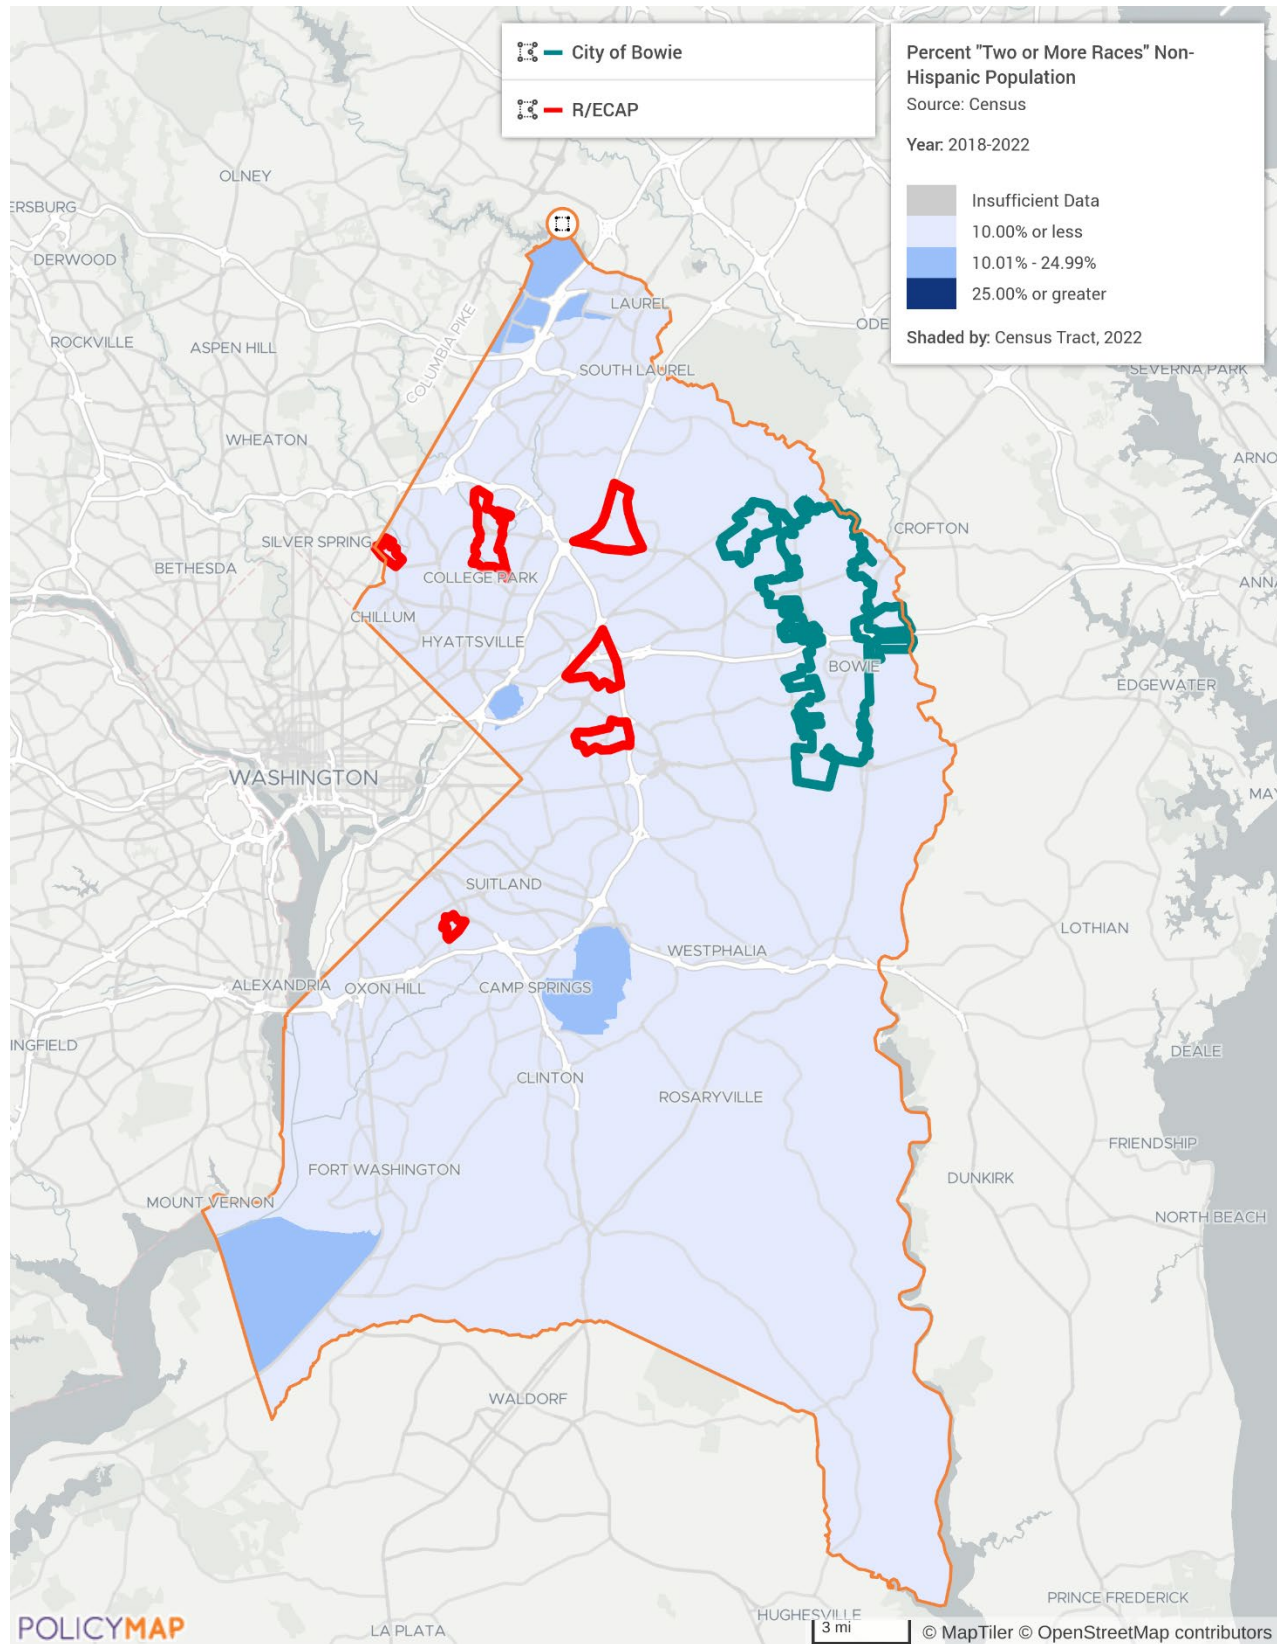 City of Bowie
R/ECAP
Percent "Two or More Races" Non-
Hispanic Population
Source: Census
Year: 2018-2022
Insufficient Data
10.00% or less
10.01% - 24.99%
25.00% or greater
Shaded by: Census Tract, 2022
OLNEY
ERSBURG
DERWOOD
COLUMBIA PIKE
LAUREL
ODE
ROCKVILLE
ASPEN HILL
SOUTH LAUREL
SEVERNA PARK
WHEATON
ARNO
CROFTON
SILVER SPRING
BETHESDA
COLLEGE PARK
ANNA
CHILLUM
HYATTSVILLE
BOWIE
EDGEWATER
WASHINGTON
MAY
SUITLAND
LOTHIAN
WESTPHALIA
ALEXANDRIA
OXON HILL
CAMP SPRINGS
INGFIELD
DEALE
CLINTON
ROSARYVILLE
FRIENDSHIP
FORT WASHINGTON
DUNKIRK
MOUNT VERNON
NORTH BEACH
WALDORF
PRINCE FREDERICK
HUGHESVILLE
POLICYMAP
LA PLATA
3 mi
© MapTiler © OpenStreetMap contributors